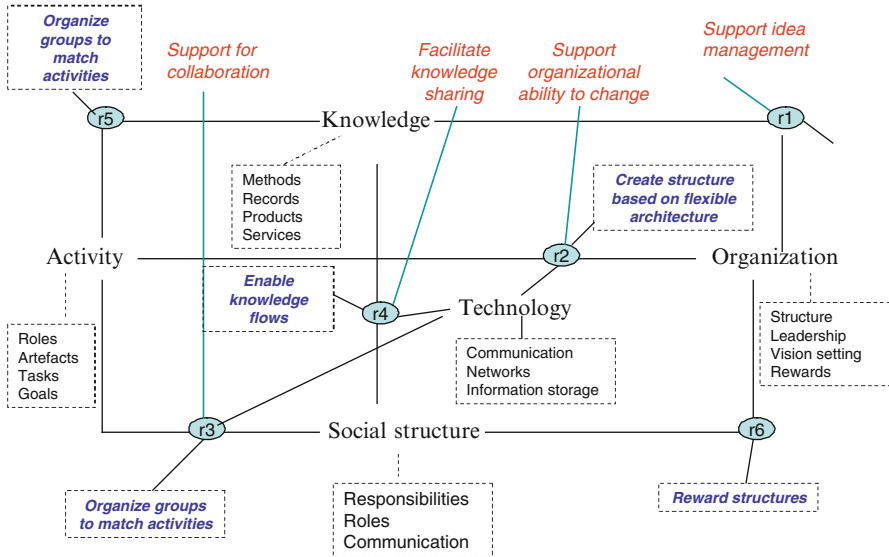 Organize
groups to
match
activities
Support for
collaboration
Facilitate
knowledge
sharing
Support
organizational
ability to change
Support idea
management
r5
Knowledge
r1
Methods
Records
Products
Services
Create structure
based on flexible
architecture
Activity
r2
Organization
Enable
knowledge
flows
r4
Technology
Roles
Artefacts
Tasks
Goals
Communication
Networks
Information storage
Structure
Leadership
Vision setting
Rewards
r3
Social structure
r6
Organize groups
to match activities
Responsibilities
Roles
Communication
Reward structures